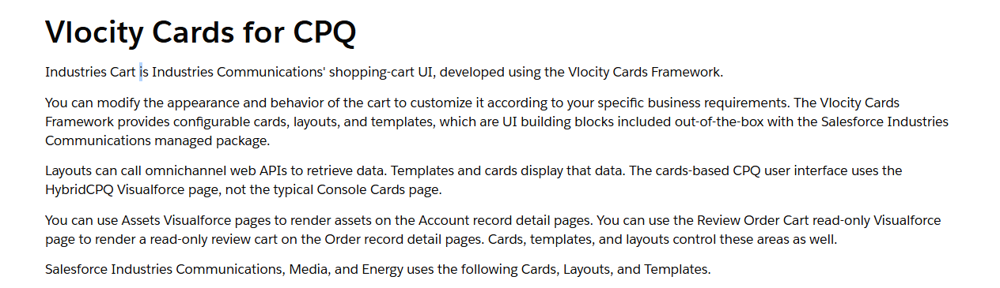 Vlocity Cards for CPQ
Industries Cart is Industries Communications' shopping-cart UI, developed using the Vlocity Cards Framework.
You can modify the appearance and behavior of the cart to customize it according to your specific business requirements. The Vlocity Cards
Framework provides configurable cards, layouts, and templates, which are UI building blocks included out-of-the-box with the Salesforce Industries
Communications managed package.
Layouts can call omnichannel web APIs to retrieve data. Templates and cards display that data. The cards-based CPQ user interface uses the
HybridCPQ Visualforce page, not the typical Console Cards page.
You can use Assets Visualforce pages to render assets on the Account record detail pages. You can use the Review Order Cart read-only Visualforce
page to render a read-only review cart on the Order record detail pages. Cards, templates, and layouts control these areas as well.
Salesforce Industries Communications, Media, and Energy uses the following Cards, Layouts, and Templates.